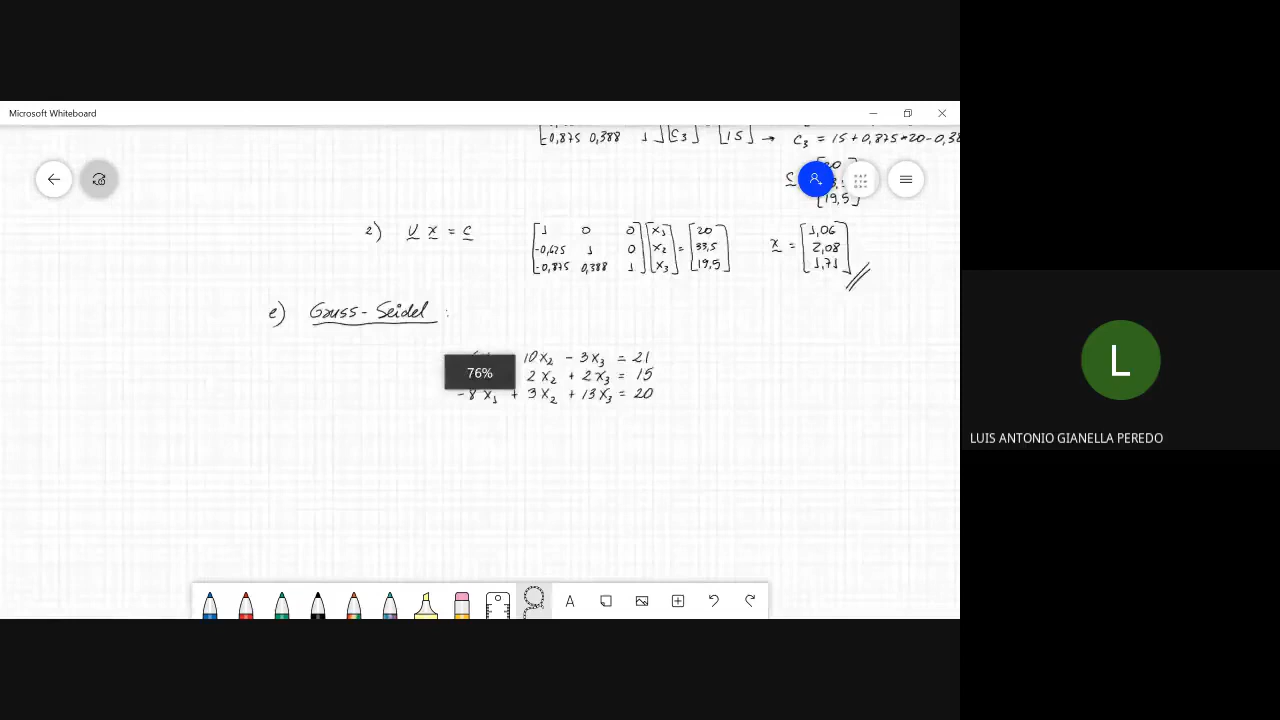 Microsoft Whiteboard
-0,875 0,388 1 ] [ C3 ] [ 15 ] → C3 = 15 + 0,875*20 - 0,38
C
20
19,5
2) U x = C [ 1 0 0 [ x1 [ 20 x = [ 1,06
-0,625 1 0 x2 = 33,5 2,08
-0,875 0,388 1 ] x3 ] 19,5 ] 1,71 ]
e) Gauss - Seidel :
10x2 - 3x3 = 21
76%
2x2 + 2x3 = 15
-8x1 + 3x2 + 13x3 = 20
L
LUIS ANTONIO GIANELLA PEREDO
A